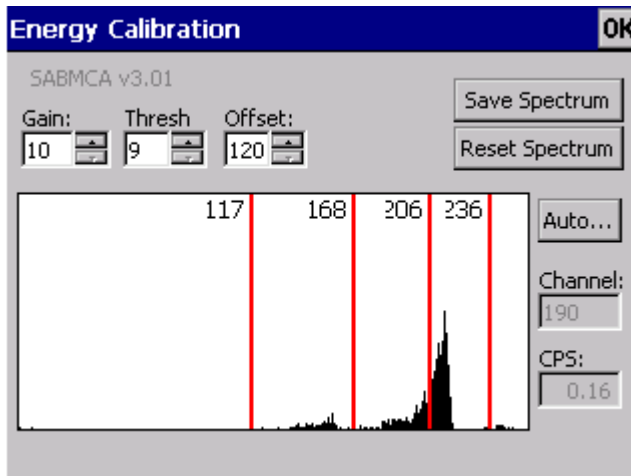 Energy Calibration
OK
SABMCA v3.01
Gain: Thresh Offset:
10 9 120
Save Spectrum
Reset Spectrum
117 168 206 236
Auto...
Channel:
190
CPS:
0.16